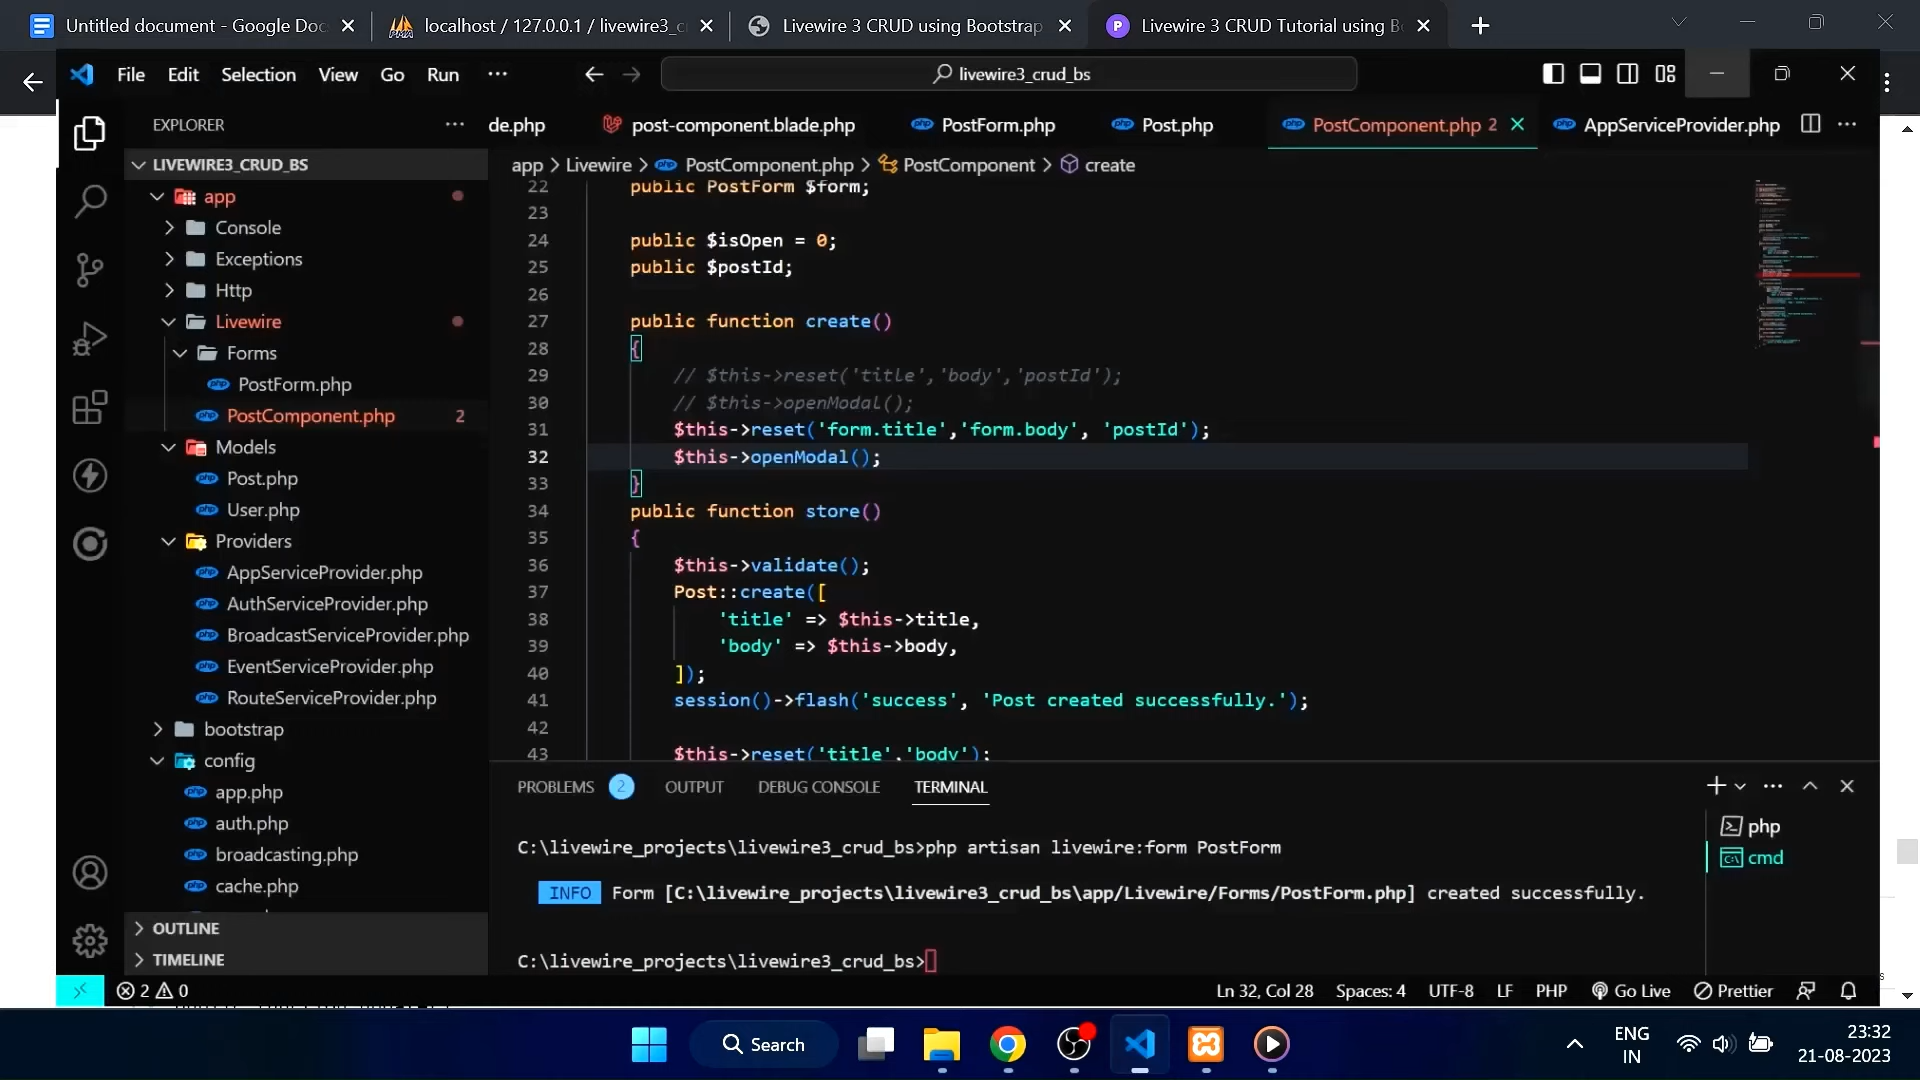 Untitled document - Google Doc
localhost / 127.0.0.1 / livewire3_c
Livewire 3 CRUD using Bootstrap
Livewire 3 CRUD Tutorial using B
File Edit Selection View Go Run
livewire3_crud_bs
EXPLORER
de.php
post-component.blade.php
PostForm.php
Post.php
PostComponent.php 2
AppServiceProvider.php
LIVEWIRE3_CRUD_BS
app > Livewire > PostComponent.php > PostComponent > create
app
Console
Exceptions
Http
Livewire
Forms
PostForm.php
PostComponent.php 2
Models
Post.php
User.php
Providers
AppServiceProvider.php
AuthServiceProvider.php
BroadcastServiceProvider.php
EventServiceProvider.php
RouteServiceProvider.php
bootstrap
config
app.php
auth.php
broadcasting.php
cache.php
OUTLINE
TIMELINE
22 public PostForm $form;
23
24 public $isOpen = 0;
25 public $postId;
26
27 public function create()
28 {
29 // $this->reset('title','body','postId');
30 // $this->openModal();
31 $this->reset('form.title','form.body', 'postId');
32 $this->openModal();
33 }
34 public function store()
35 {
36 $this->validate();
37 Post::create([
38 'title' => $this->title,
39 'body' => $this->body,
40 ]);
41 session()->flash('success', 'Post created successfully.');
42
43 $this->reset('title','body');
PROBLEMS 2 OUTPUT DEBUG CONSOLE TERMINAL
C:\livewire_projects\livewire3_crud_bs>php artisan livewire:form PostForm
INFO Form [C:\livewire_projects\livewire3_crud_bs\app/Livewire/Forms/PostForm.php] created successfully.
C:\livewire_projects\livewire3_crud_bs>
php
cmd
2 0
Ln 32, Col 28 Spaces: 4 UTF-8 LF PHP Go Live Prettier
Search
ENG
IN
23:32
21-08-2023